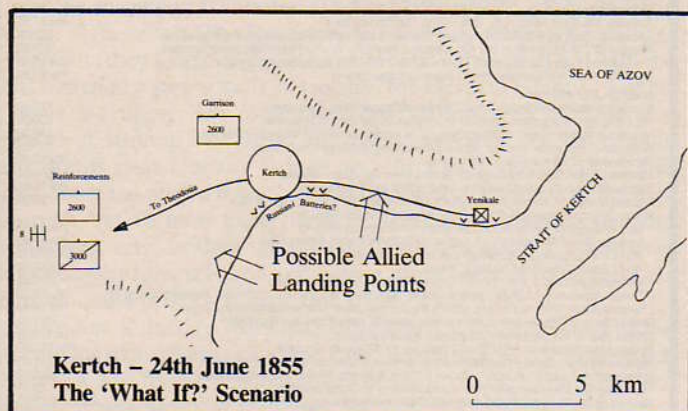 SEA OF AZOV
Garrison
2600
Kertch
Reinforcements
2600
To Theodosia
Russian? Batteries?
Yenikale
8
3000
STRAIT OF KERTCH
Possible Allied
Landing Points
Kertch – 24th June 1855
The ‘What If?’ Scenario
0 5 km